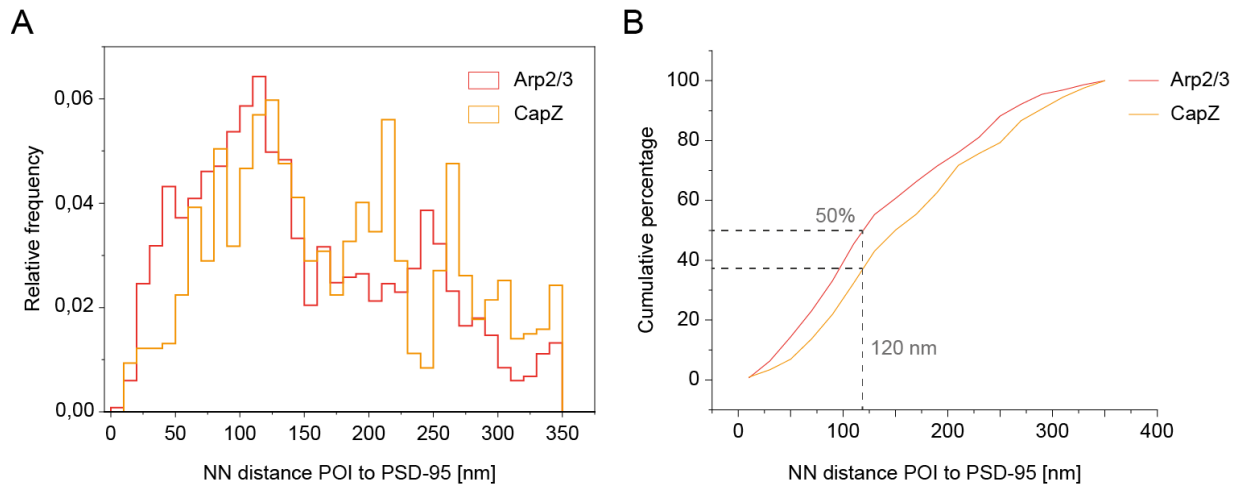 A
Relative frequency
0,06
0,04
0,02
0,00
Arp2/3
CapZ
0 50 100 150 200 250 300 350
NN distance POI to PSD-95 [nm]
B
Cumulative percentage
100
80
60
40
20
0
Arp2/3
CapZ
50%
120 nm
0 100 200 300 400
NN distance POI to PSD-95 [nm]